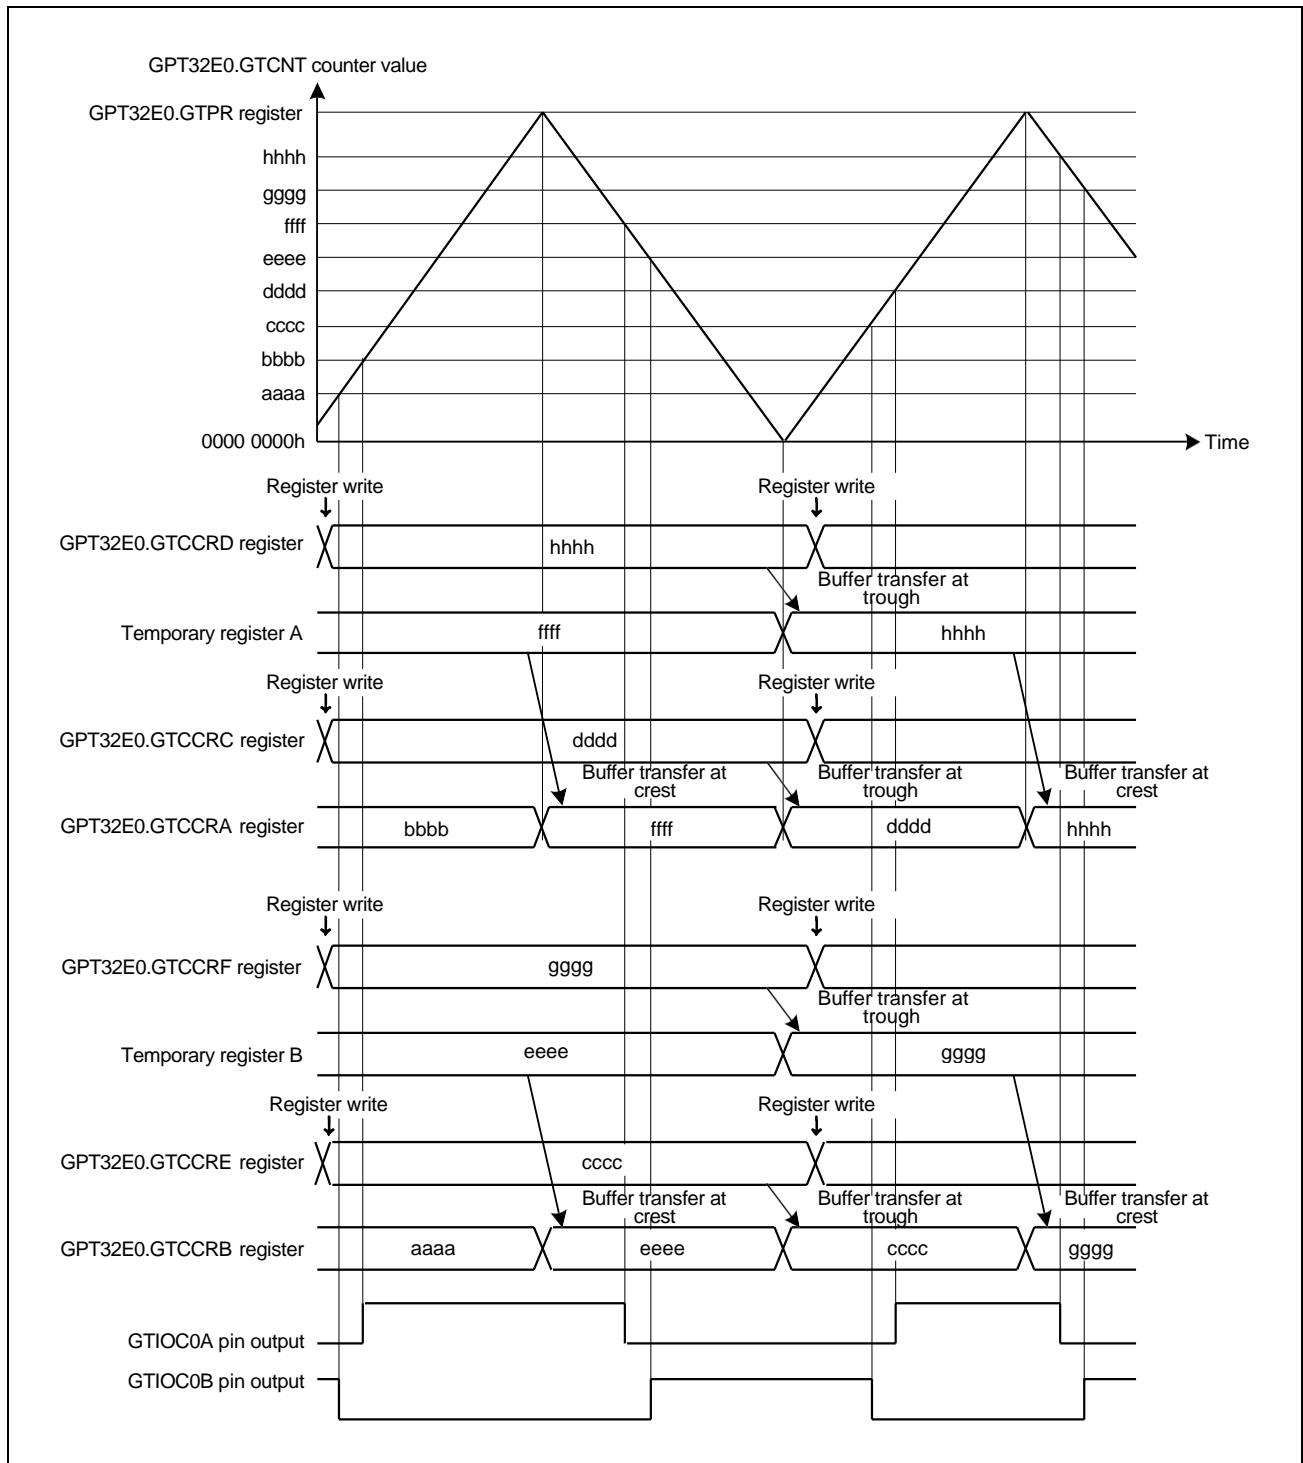 GPT32E0.GTCNT counter value
GPT32E0.GTPR register
hhhh
gggg
ffff
eeee
dddd
cccc
bbbb
aaaa
0000 0000h
Time
Register write
Register write
GPT32E0.GTCCRD register
hhhh
Buffer transfer at
trough
Temporary register A
ffff
hhhh
Register write
Register write
GPT32E0.GTCCRC register
dddd
Buffer transfer at
crest
Buffer transfer at
trough
Buffer transfer at
crest
GPT32E0.GTCCRA register
bbbb
ffff
dddd
hhhh
Register write
Register write
GPT32E0.GTCCRF register
gggg
Buffer transfer at
trough
Temporary register B
eeee
gggg
Register write
Register write
GPT32E0.GTCCRE register
cccc
Buffer transfer at
crest
Buffer transfer at
trough
Buffer transfer at
crest
GPT32E0.GTCCRB register
aaaa
eeee
cccc
gggg
GTIOC0A pin output
GTIOC0B pin output